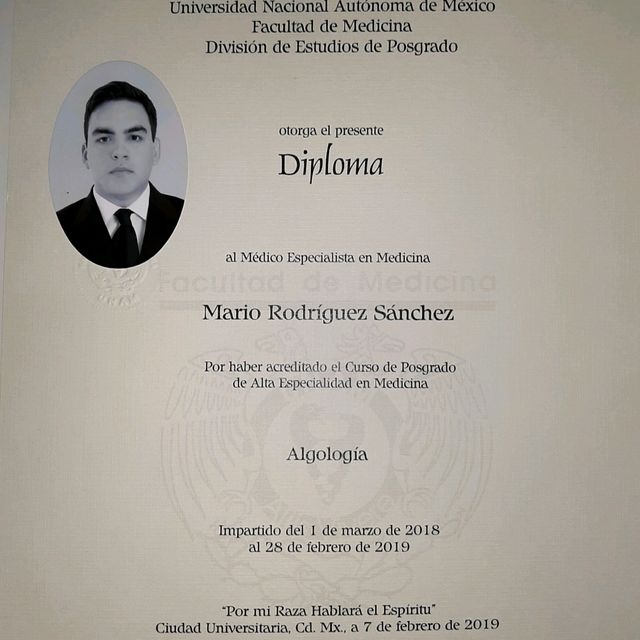 Universidad Nacional Autónoma de México
Facultad de Medicina
División de Estudios de Posgrado
otorga el presente
Diploma
al Médico Especialista en Medicina
Facultad de Medicina
Mario Rodríguez Sánchez
Por haber acreditado el Curso de Posgrado
de Alta Especialidad en Medicina
Algología
Impartido del 1 de marzo de 2018
al 28 de febrero de 2019
"Por mi Raza Hablará el Espíritu"
Ciudad Universitaria, Cd. Mx., a 7 de febrero de 2019